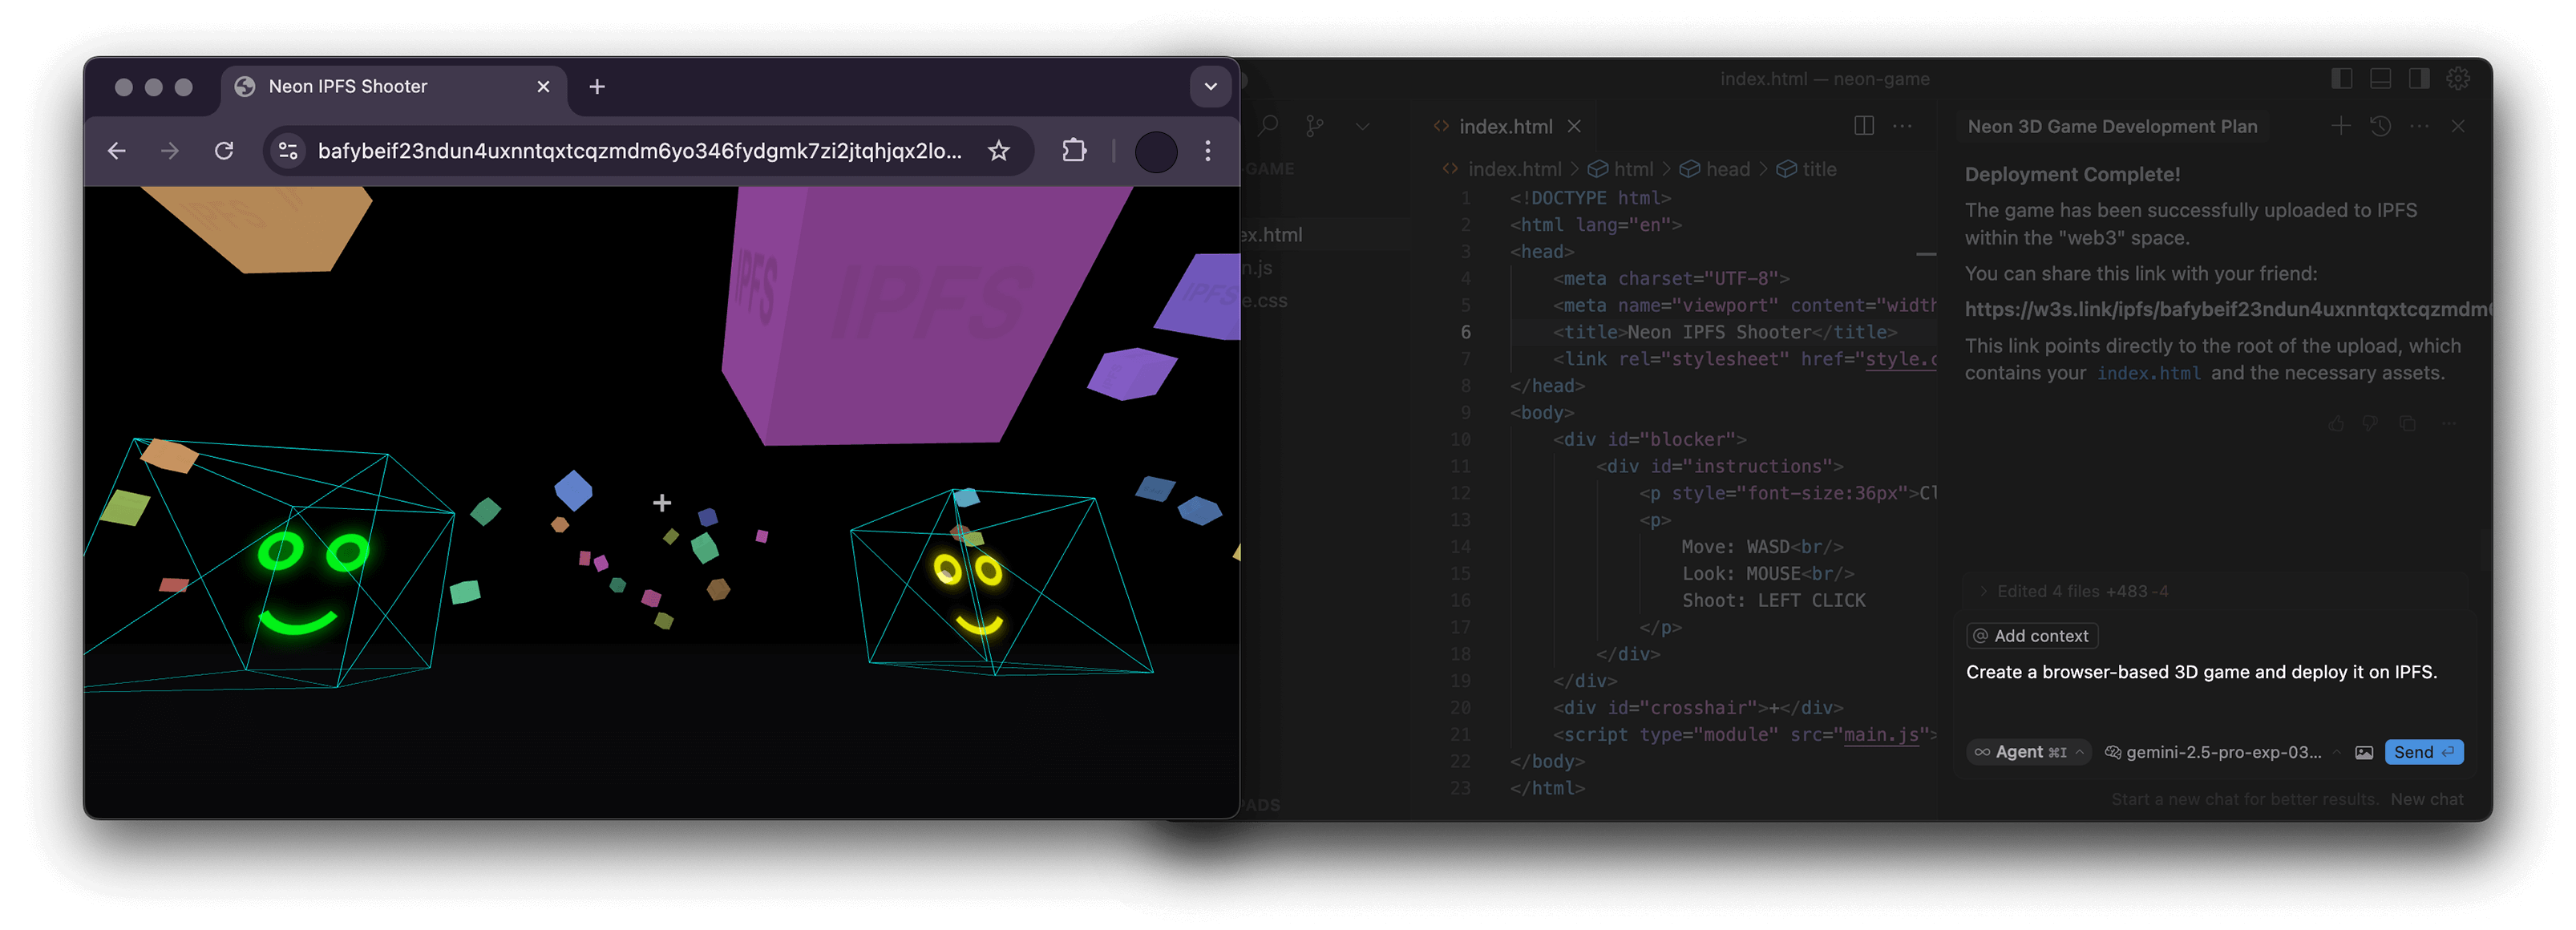 Neon IPFS Shooter
bafybeif23ndun4uxnntqxtcqzmdm6yo346fydgmk7zi2jtqhjqx2lo...
IPFS
IPFS
IPFS
IPFS
index.html — neon-game
-GAME
ex.html
n.js
e.css
PADS
index.html
index.html > html > head > title
1 <!DOCTYPE html>
2 <html lang="en">
3 <head>
4 <meta charset="UTF-8">
5 <meta name="viewport" content="width
6 <title>Neon IPFS Shooter</title>
7 <link rel="stylesheet" href="style.c
8 </head>
9 <body>
10 <div id="blocker">
11 <div id="instructions">
12 <p style="font-size:36px">Cl
13 <p>
14 Move: WASD<br/>
15 Look: MOUSE<br/>
16 Shoot: LEFT CLICK
17 </p>
18 </div>
19 </div>
20 <div id="crosshair">+</div>
21 <script type="module" src="main.js">
22 </body>
23 </html>
Neon 3D Game Development Plan
Deployment Complete!
The game has been successfully uploaded to IPFS
within the "web3" space.
You can share this link with your friend:
https://w3s.link/ipfs/bafybeif23ndun4uxnntqxtcqzmdm
This link points directly to the root of the upload, which
contains your index.html and the necessary assets.
> Edited 4 files +483 -4
@ Add context
Create a browser-based 3D game and deploy it on IPFS.
∞ Agent ⌘I gemini-2.5-pro-exp-03... Send
Start a new chat for better results. New chat